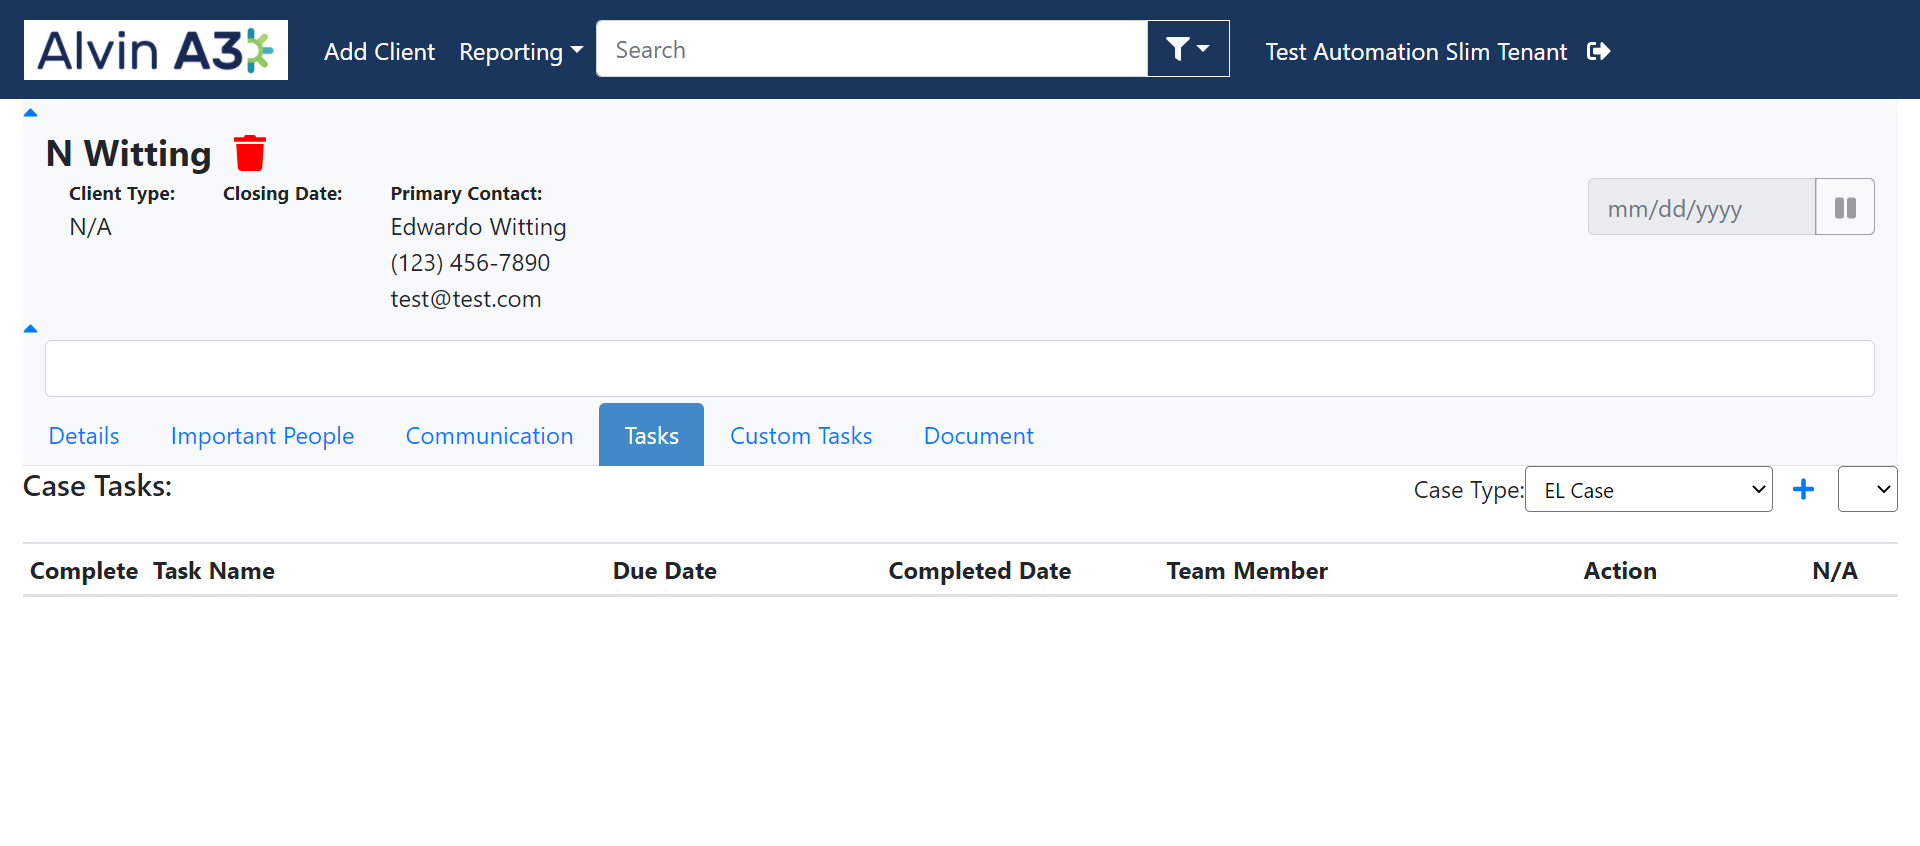 Alvin A3
Add Client
Reporting
Search
Test Automation Slim Tenant
N Witting
Client Type:
N/A
Closing Date:
Primary Contact:
Edwardo Witting
(123) 456-7890
test@test.com
mm/dd/yyyy
Details
Important People
Communication
Tasks
Custom Tasks
Document
Case Tasks:
Case Type:
EL Case
Complete
Task Name
Due Date
Completed Date
Team Member
Action
N/A